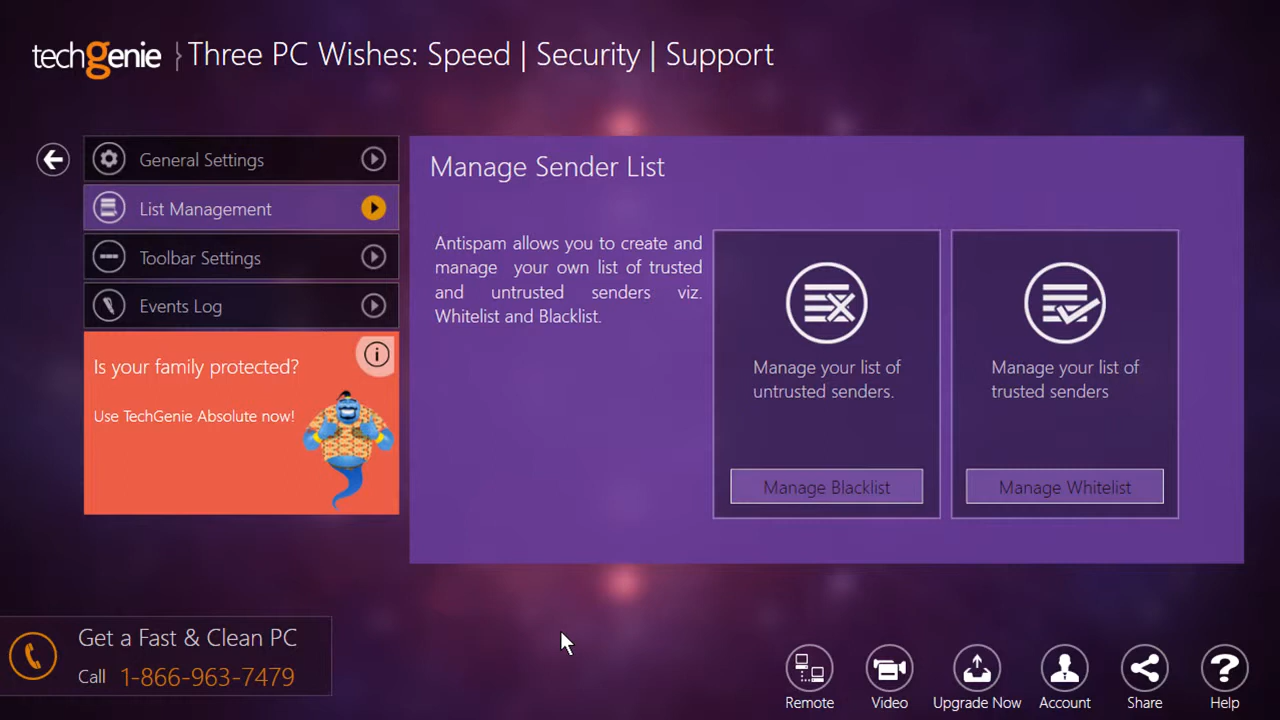 techgenie Three PC Wishes: Speed | Security | Support
General Settings
List Management
Toolbar Settings
Events Log
Is your family protected?
i
Use TechGenie Absolute now!
Manage Sender List
Antispam allows you to create and
manage your own list of trusted
and untrusted senders viz.
Whitelist and Blacklist.
Manage your list of
untrusted senders.
Manage Blacklist
Manage your list of
trusted senders
Manage Whitelist
Get a Fast & Clean PC
Call 1-866-963-7479
Remote
Video
Upgrade Now
Account
Share
?
Help